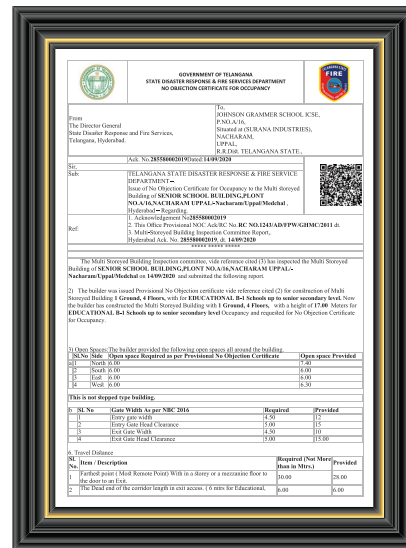 GOVERNMENT OF TELANGANA
STATE DISASTER RESPONSE & FIRE SERVICES DEPARTMENT
NO OBJECTION CERTIFICATE FOR OCCUPANCY
FIRE
From
The Director General
State Disaster Response and Fire Services,
Telangana, Hyderabad.
To,
JOHNSON GRAMMER SCHOOL ICSE,
P.NO.A/16,
Situated at (SURANA INDUSTRIES),
NACHARAM,
UPPAL,
R.R.Distt. TELANGANA STATE.,
Ack. No.285580002019Dated:14/09/2020
Sir,
Sub:
TELANGANA STATE DISASTER RESPONSE & FIRE SERVICE
DEPARTMENT–.
Issue of No Objection Certificate for Occupancy to the Multi storeyed
Building of SENIOR SCHOOL BUILDING,PLONT
NO.A/16,NACHARAM UPPAL/-Nacharam/Uppal/Medchal ,
Hyderabad– Regarding.
Ref:
1. Acknowledgement No285580002019
2. This Office Provisional NOC Ack/RC No. RC NO.1243/AD/FPW/GHMC/2011 dt.
3. Multi-Storeyed Building Inspection Committee Report,,
Hyderabad Ack. No. 285580002019, dt. 14/09/2020
***** ***** *****
The Multi Storeyed Building Inspection Committee, vide reference cited (3) has inspected the Multi Storeyed
Building of SENIOR SCHOOL BUILDING,PLONT NO.A/16,NACHARAM UPPAL/-
Nacharam/Uppal/Medchal on 14/09/2020 and submitted the following report.
2) The builder was issued Provisional No Objection certificate vide reference cited (2) for construction of Multi
Storeyed Building 1 Ground, 4 Floors, with for EDUCATIONAL B-1 Schools up to senior secondary level. Now
the builder has constructed the Multi Storeyed Building with 1 Ground, 4 Floors, with a height of 17.00 Meters for
EDUCATIONAL B-1 Schools up to senior secondary level Occupancy and requested for No Objection Certificate
for Occupancy.
3) Open Spaces:The builder provided the following open spaces all around the building.
Sl.No Side Open space Required as per Provisional No Objection Certificate Open space Provided
a 1 North 6.00 7.40
2 South 6.00 6.00
3 East 6.00 6.00
4 West 6.00 6.30
This is not stepped type building.
b Sl. No Gate Width As per NBC 2016 Required Provided
1 Entry gate width 4.50 12
2 Entry Gate Head Clearance 5.00 15
3 Exit Gate Width 4.50 10
4 Exit Gate Head Clearance 5.00 15.00
6. Travel Distance
Sl. No. Item / Description Required (Not More than in Mtrs.) Provided
1 Farthest point ( Most Remote Point) With in a storey or a mezzanine floor to the door to an Exit. 30.00 28.00
2 The Dead end of the corridor length in exit access. ( 6 mtrs for Educational, 6.00 6.00